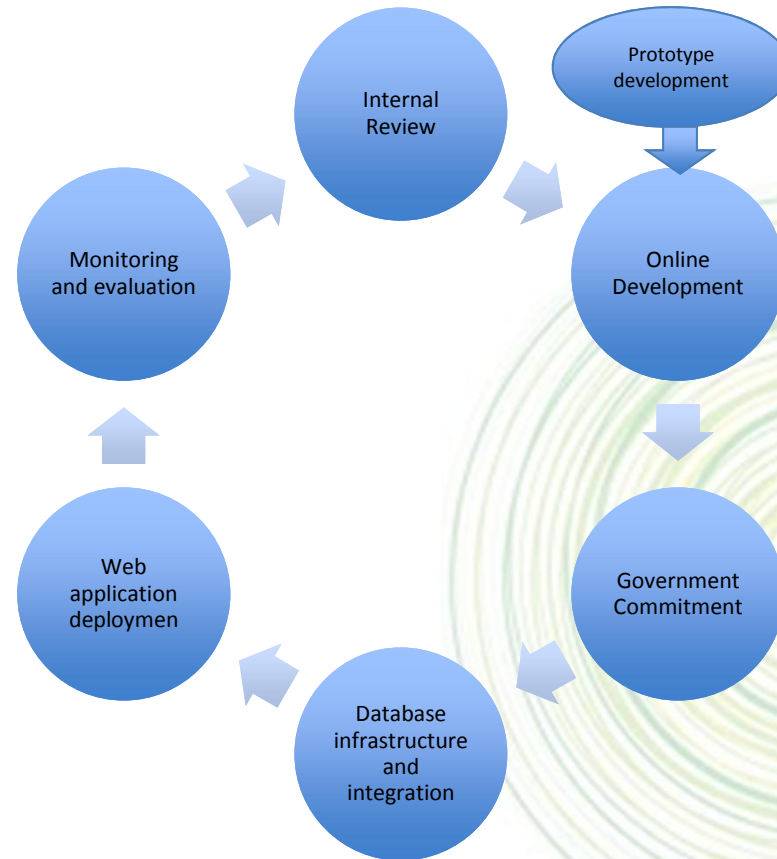 Prototype
development
Internal
Review
Online
Development
Government
Commitment
Database
infrastructure
and
integration
Web
application
deploymen
Monitoring
and evaluation